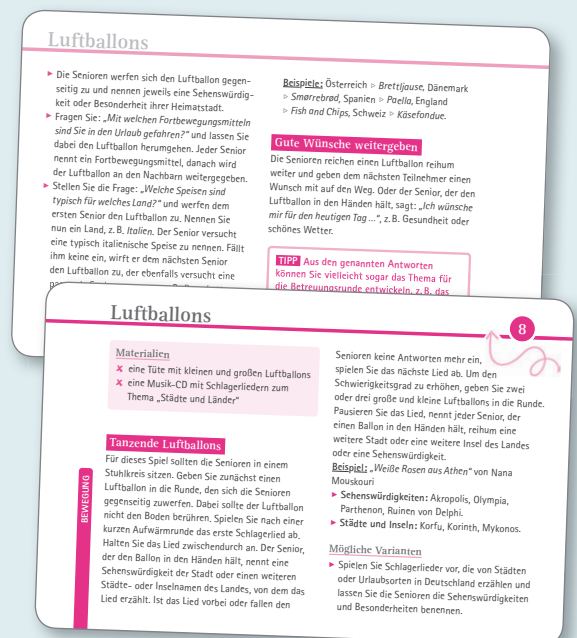 Luftballons
▸ Die Senioren werfen sich den Luftballon gegen-
seitig zu und nennen jeweils eine Sehenswürdig-
keit oder Besonderheit ihrer Heimatstadt.
▸ Fragen Sie: „Mit welchen Fortbewegungsmitteln
sind Sie in den Urlaub gefahren?" und lassen Sie
dabei den Luftballon herumgehen. Jeder Senior
nennt ein Fortbewegungsmittel, danach wird
der Luftballon an den Nachbarn weitergegeben.
▸ Stellen Sie die Frage: „Welche Speisen sind
typisch für welches Land?" und werfen dem
ersten Senior den Luftballon zu. Nennen Sie
nun ein Land, z. B. Italien. Der Senior versucht
eine typisch italienische Speise zu nennen. Fällt
ihm keine ein, wirft er dem nächsten Senior
den Luftballon zu, der ebenfalls versucht eine
Beispiele: Österreich ▹ Brettljause, Dänemark
▹ Smørrebrød, Spanien ▹ Paella, England
▹ Fish and Chips, Schweiz ▹ Käsefondue.
Gute Wünsche weitergeben
Die Senioren reichen einen Luftballon reihum
weiter und geben dem nächsten Teilnehmer einen
Wunsch mit auf den Weg. Oder der Senior, der den
Luftballon in den Händen hält, sagt: „Ich wünsche
mir für den heutigen Tag ...", z. B. Gesundheit oder
schönes Wetter.
TIPP Aus den genannten Antworten
können Sie vielleicht sogar das Thema für
die Betreuungsrunde entwickeln, z. B. das
Luftballons
8
Materialien
✗ eine Tüte mit kleinen und großen Luftballons
✗ eine Musik-CD mit Schlagerliedern zum
Thema „Städte und Länder"
BEWEGUNG
Tanzende Luftballons
Für dieses Spiel sollten die Senioren in einem
Stuhlkreis sitzen. Geben Sie zunächst einen
Luftballon in die Runde, den sich die Senioren
gegenseitig zuwerfen. Dabei sollte der Luftballon
nicht den Boden berühren. Spielen Sie nach einer
kurzen Aufwärmrunde das erste Schlagerlied ab.
Halten Sie das Lied zwischendurch an. Der Senior,
der den Ballon in den Händen hält, nennt eine
Sehenswürdigkeit der Stadt oder einen weiteren
Städte- oder Inselnamen des Landes, von dem das
Lied erzählt. Ist das Lied vorbei oder fallen den
Senioren keine Antworten mehr ein,
spielen Sie das nächste Lied ab. Um den
Schwierigkeitsgrad zu erhöhen, geben Sie zwei
oder drei große und kleine Luftballons in die Runde.
Pausieren Sie das Lied, nennt jeder Senior, der
einen Ballon in den Händen hält, reihum eine
weitere Stadt oder eine weitere Insel des Landes
oder eine Sehenswürdigkeit.
Beispiel: „Weiße Rosen aus Athen" von Nana
Mouskouri
▸ Sehenswürdigkeiten: Akropolis, Olympia,
Parthenon, Ruinen von Delphi.
▸ Städte und Inseln: Korfu, Korinth, Mykonos.
Mögliche Varianten
▸ Spielen Sie Schlagerlieder vor, die von Städten
oder Urlaubsorten in Deutschland erzählen und
lassen Sie die Senioren die Sehenswürdigkeiten
und Besonderheiten benennen.